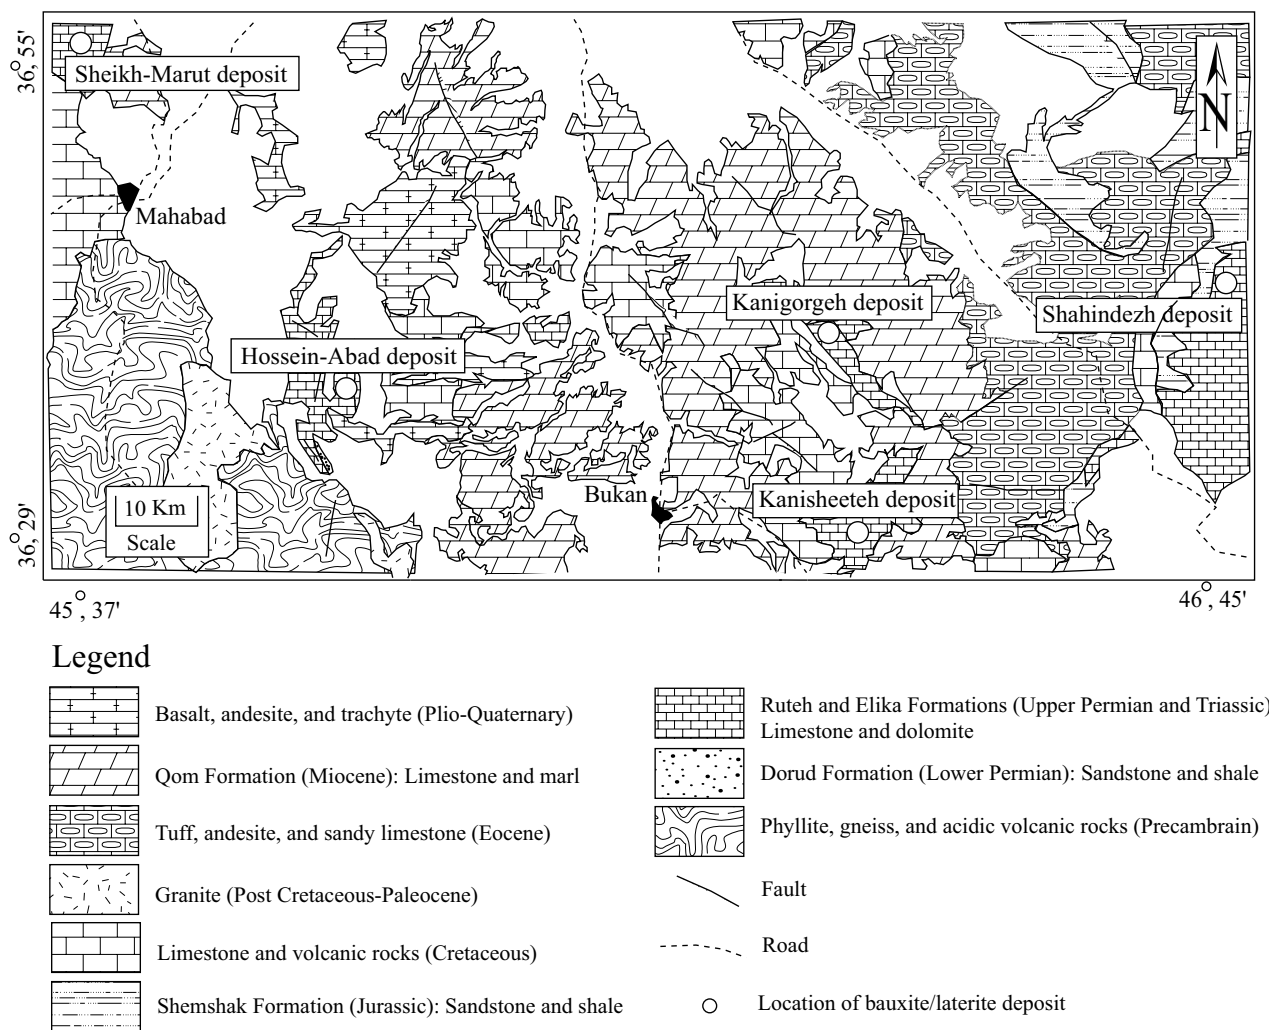 36°, 55'
Sheikh-Marut deposit
N
Mahabad
Kanigorgeh deposit
Shahindezh deposit
Hossein-Abad deposit
Bukan
Kanisheeteh deposit
10 Km
Scale
36°, 29'
45°, 37'
46°, 45'
Legend
Basalt, andesite, and trachyte (Plio-Quaternary)
Qom Formation (Miocene): Limestone and marl
Tuff, andesite, and sandy limestone (Eocene)
Granite (Post Cretaceous-Paleocene)
Limestone and volcanic rocks (Cretaceous)
Shemshak Formation (Jurassic): Sandstone and shale
Ruteh and Elika Formations (Upper Permian and Triassic)
Limestone and dolomite
Dorud Formation (Lower Permian): Sandstone and shale
Phyllite, gneiss, and acidic volcanic rocks (Precambrain)
Fault
Road
Location of bauxite/laterite deposit